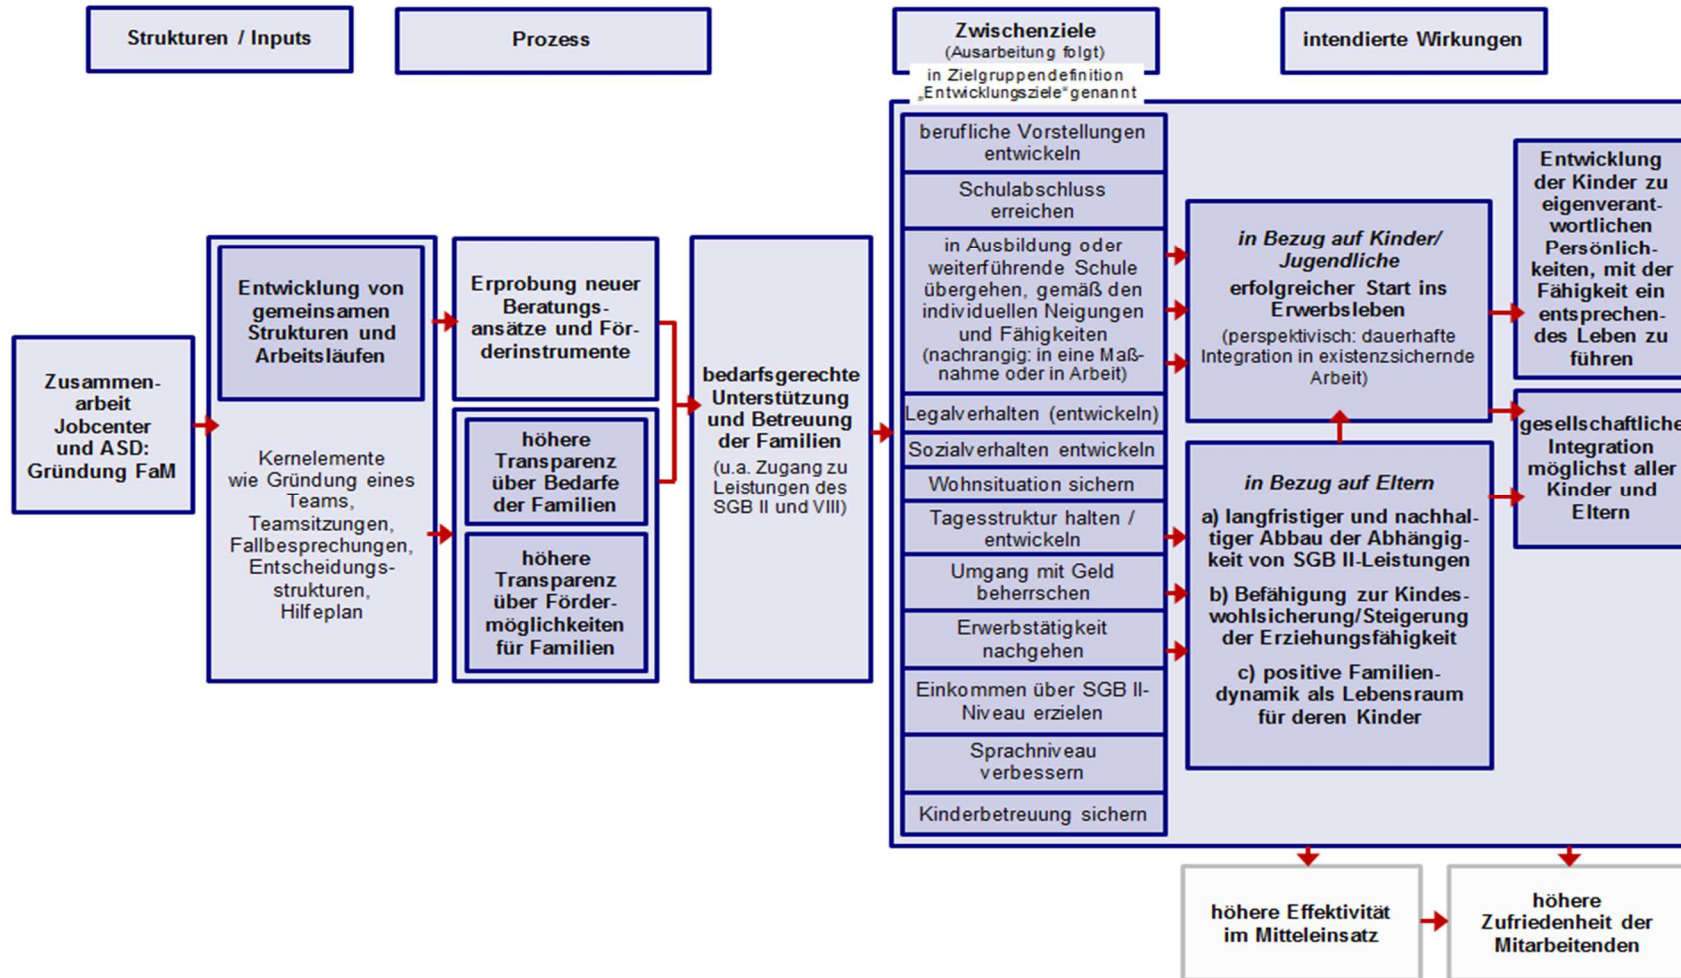 Strukturen / Inputs
Prozess
Zwischenziele
(Ausarbeitung folgt)
in Zielgruppendefinition
„Entwicklungsziele“ genannt
intendierte Wirkungen
Zusammen-
arbeit
Jobcenter
und ASD:
Gründung FaM
Entwicklung von
gemeinsamen
Strukturen und
Arbeitsläufen
Kernelemente
wie Gründung eines
Teams,
Teamsitzungen,
Fallbesprechungen,
Entscheidungs-
strukturen,
Hilfeplan
Erprobung neuer
Beratungs-
ansätze und För-
derinstrumente
höhere
Transparenz
über Bedarfe
der Familien
höhere
Transparenz
über Förder-
möglichkeiten
für Familien
bedarfsgerechte
Unterstützung
und Betreuung
der Familien
(u.a. Zugang zu
Leistungen des
SGB II und VIII)
berufliche Vorstellungen
entwickeln
Schulabschluss
erreichen
in Ausbildung oder
weiterführende Schule
übergehen, gemäß den
individuellen Neigungen
und Fähigkeiten
(nachrangig: in eine Maß-
nahme oder in Arbeit)
Legalverhalten (entwickeln)
Sozialverhalten entwickeln
Wohnsituation sichern
Tagesstruktur halten /
entwickeln
Umgang mit Geld
beherrschen
Erwerbstätigkeit
nachgehen
Einkommen über SGB II-
Niveau erzielen
Sprachniveau
verbessern
Kinderbetreuung sichern
in Bezug auf Kinder/
Jugendliche
erfolgreicher Start ins
Erwerbsleben
(perspektivisch: dauerhafte
Integration in existenzsichernde
Arbeit)
in Bezug auf Eltern
a) langfristiger und nachhal-
tiger Abbau der Abhängig-
keit von SGB II-Leistungen
b) Befähigung zur Kindes-
wohlsicherung/Steigerung
der Erziehungsfähigkeit
c) positive Familien-
dynamik als Lebensraum
für deren Kinder
Entwicklung
der Kinder zu
eigenverant-
wortlichen
Persönlich-
keiten, mit der
Fähigkeit ein
entsprechen-
des Leben zu
führen
gesellschaftliche
Integration
möglichst aller
Kinder und
Eltern
höhere Effektivität
im Mitteleinsatz
höhere
Zufriedenheit der
Mitarbeitenden